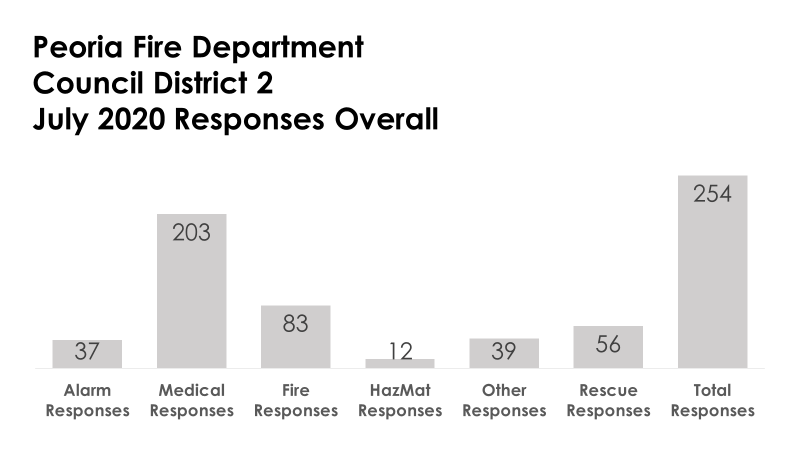 Peoria Fire Department
Council District 2
July 2020 Responses Overall
37
203
83
12
39
56
254
Alarm Responses
Medical Responses
Fire Responses
HazMat Responses
Other Responses
Rescue Responses
Total Responses